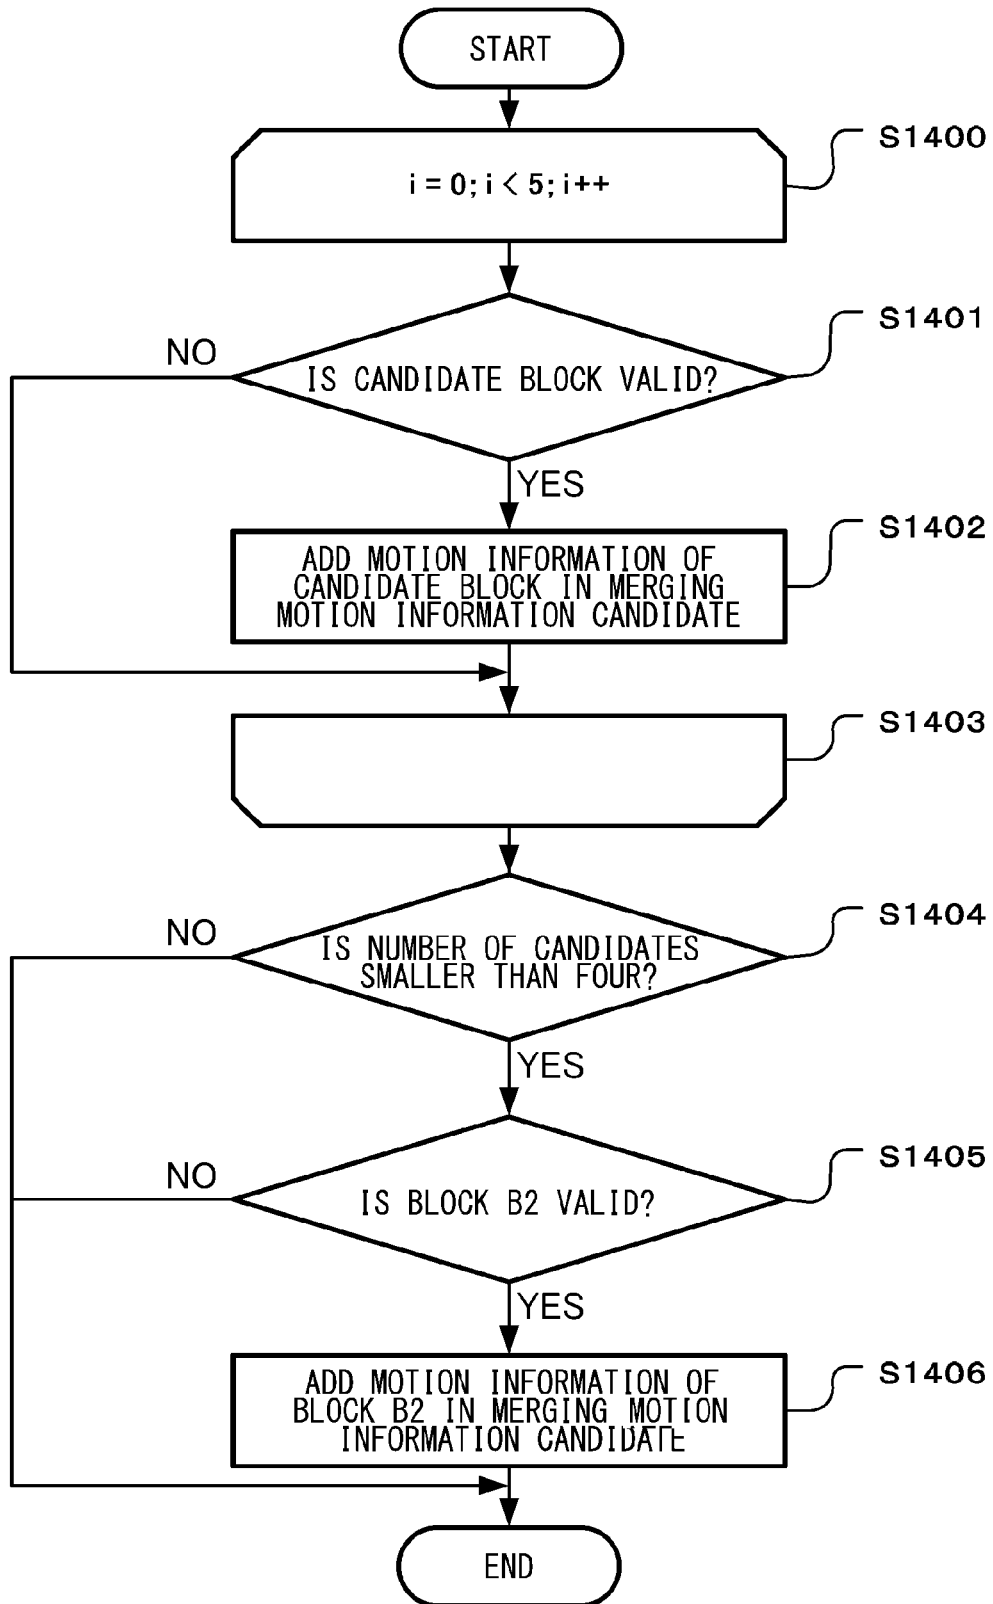 START
S1400
i = 0; i < 5; i++
S1401
NO
IS CANDIDATE BLOCK VALID?
YES
S1402
ADD MOTION INFORMATION OF
CANDIDATE BLOCK IN MERGING
MOTION INFORMATION CANDIDATE
S1403
S1404
NO
IS NUMBER OF CANDIDATES
SMALLER THAN FOUR?
YES
S1405
NO
IS BLOCK B2 VALID?
YES
S1406
ADD MOTION INFORMATION OF
BLOCK B2 IN MERGING MOTION
INFORMATION CANDIDATE
END